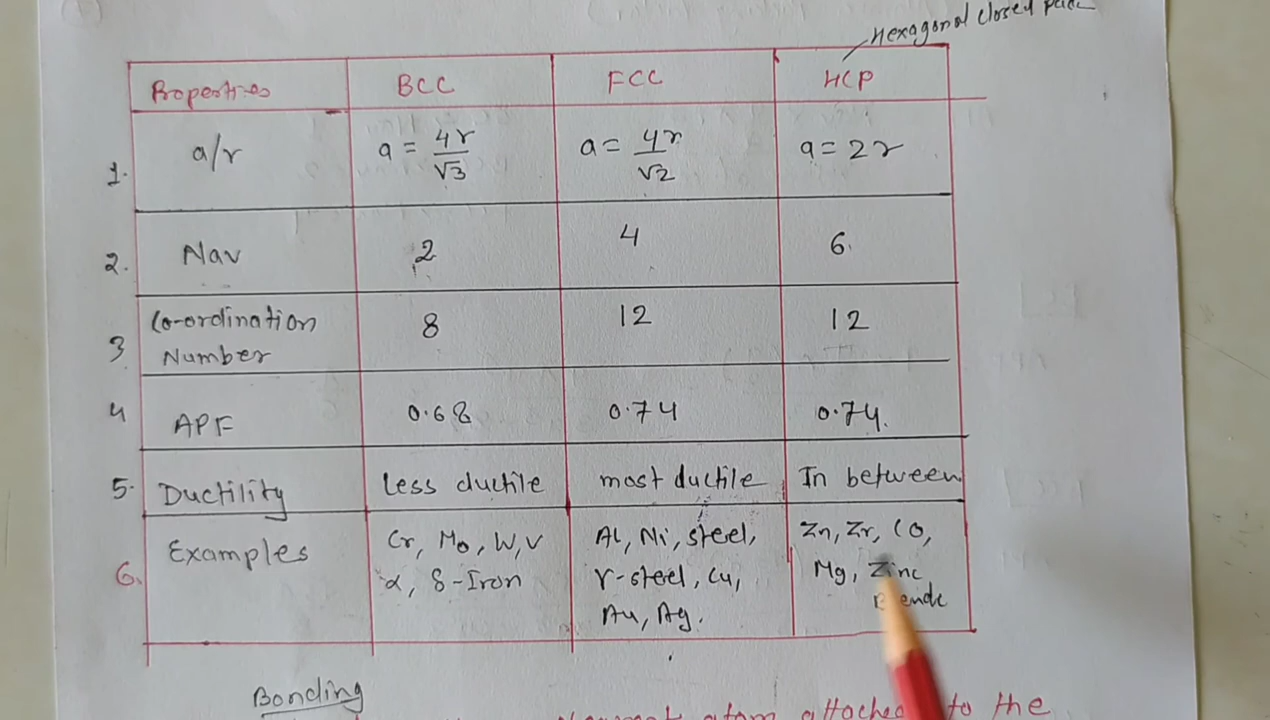 Hexagonal closed
Properties BCC FCC HCP
1. a/r a = 4r/√3 a = 4r/√2 a = 2r
2. Nav 2 4 6.
3 Co-ordination Number 8 12 12
4 APF 0.68 0.74 0.74.
5. Ductility Less ductile most ductile In between
6. Examples Cr, Mo, W, V Al, Ni, steel, Zn, Zr, CO,
α, δ-Iron γ-steel, Cu, Mg, Zinc
Au, Ag. Blende
Bonding
atom attached to the